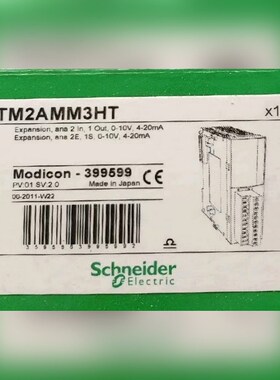 TM2AMM3HT
x1
Expansion, ana 2 In, 1 Out, 0-10V, 4-20mA
Expansion, ana 2E, 1S, 0-10V, 4-20mA
Modicon - 399599
PV:01 SV:2.0 Made in Japan CE
00-2011-W22
Schneider
Electric